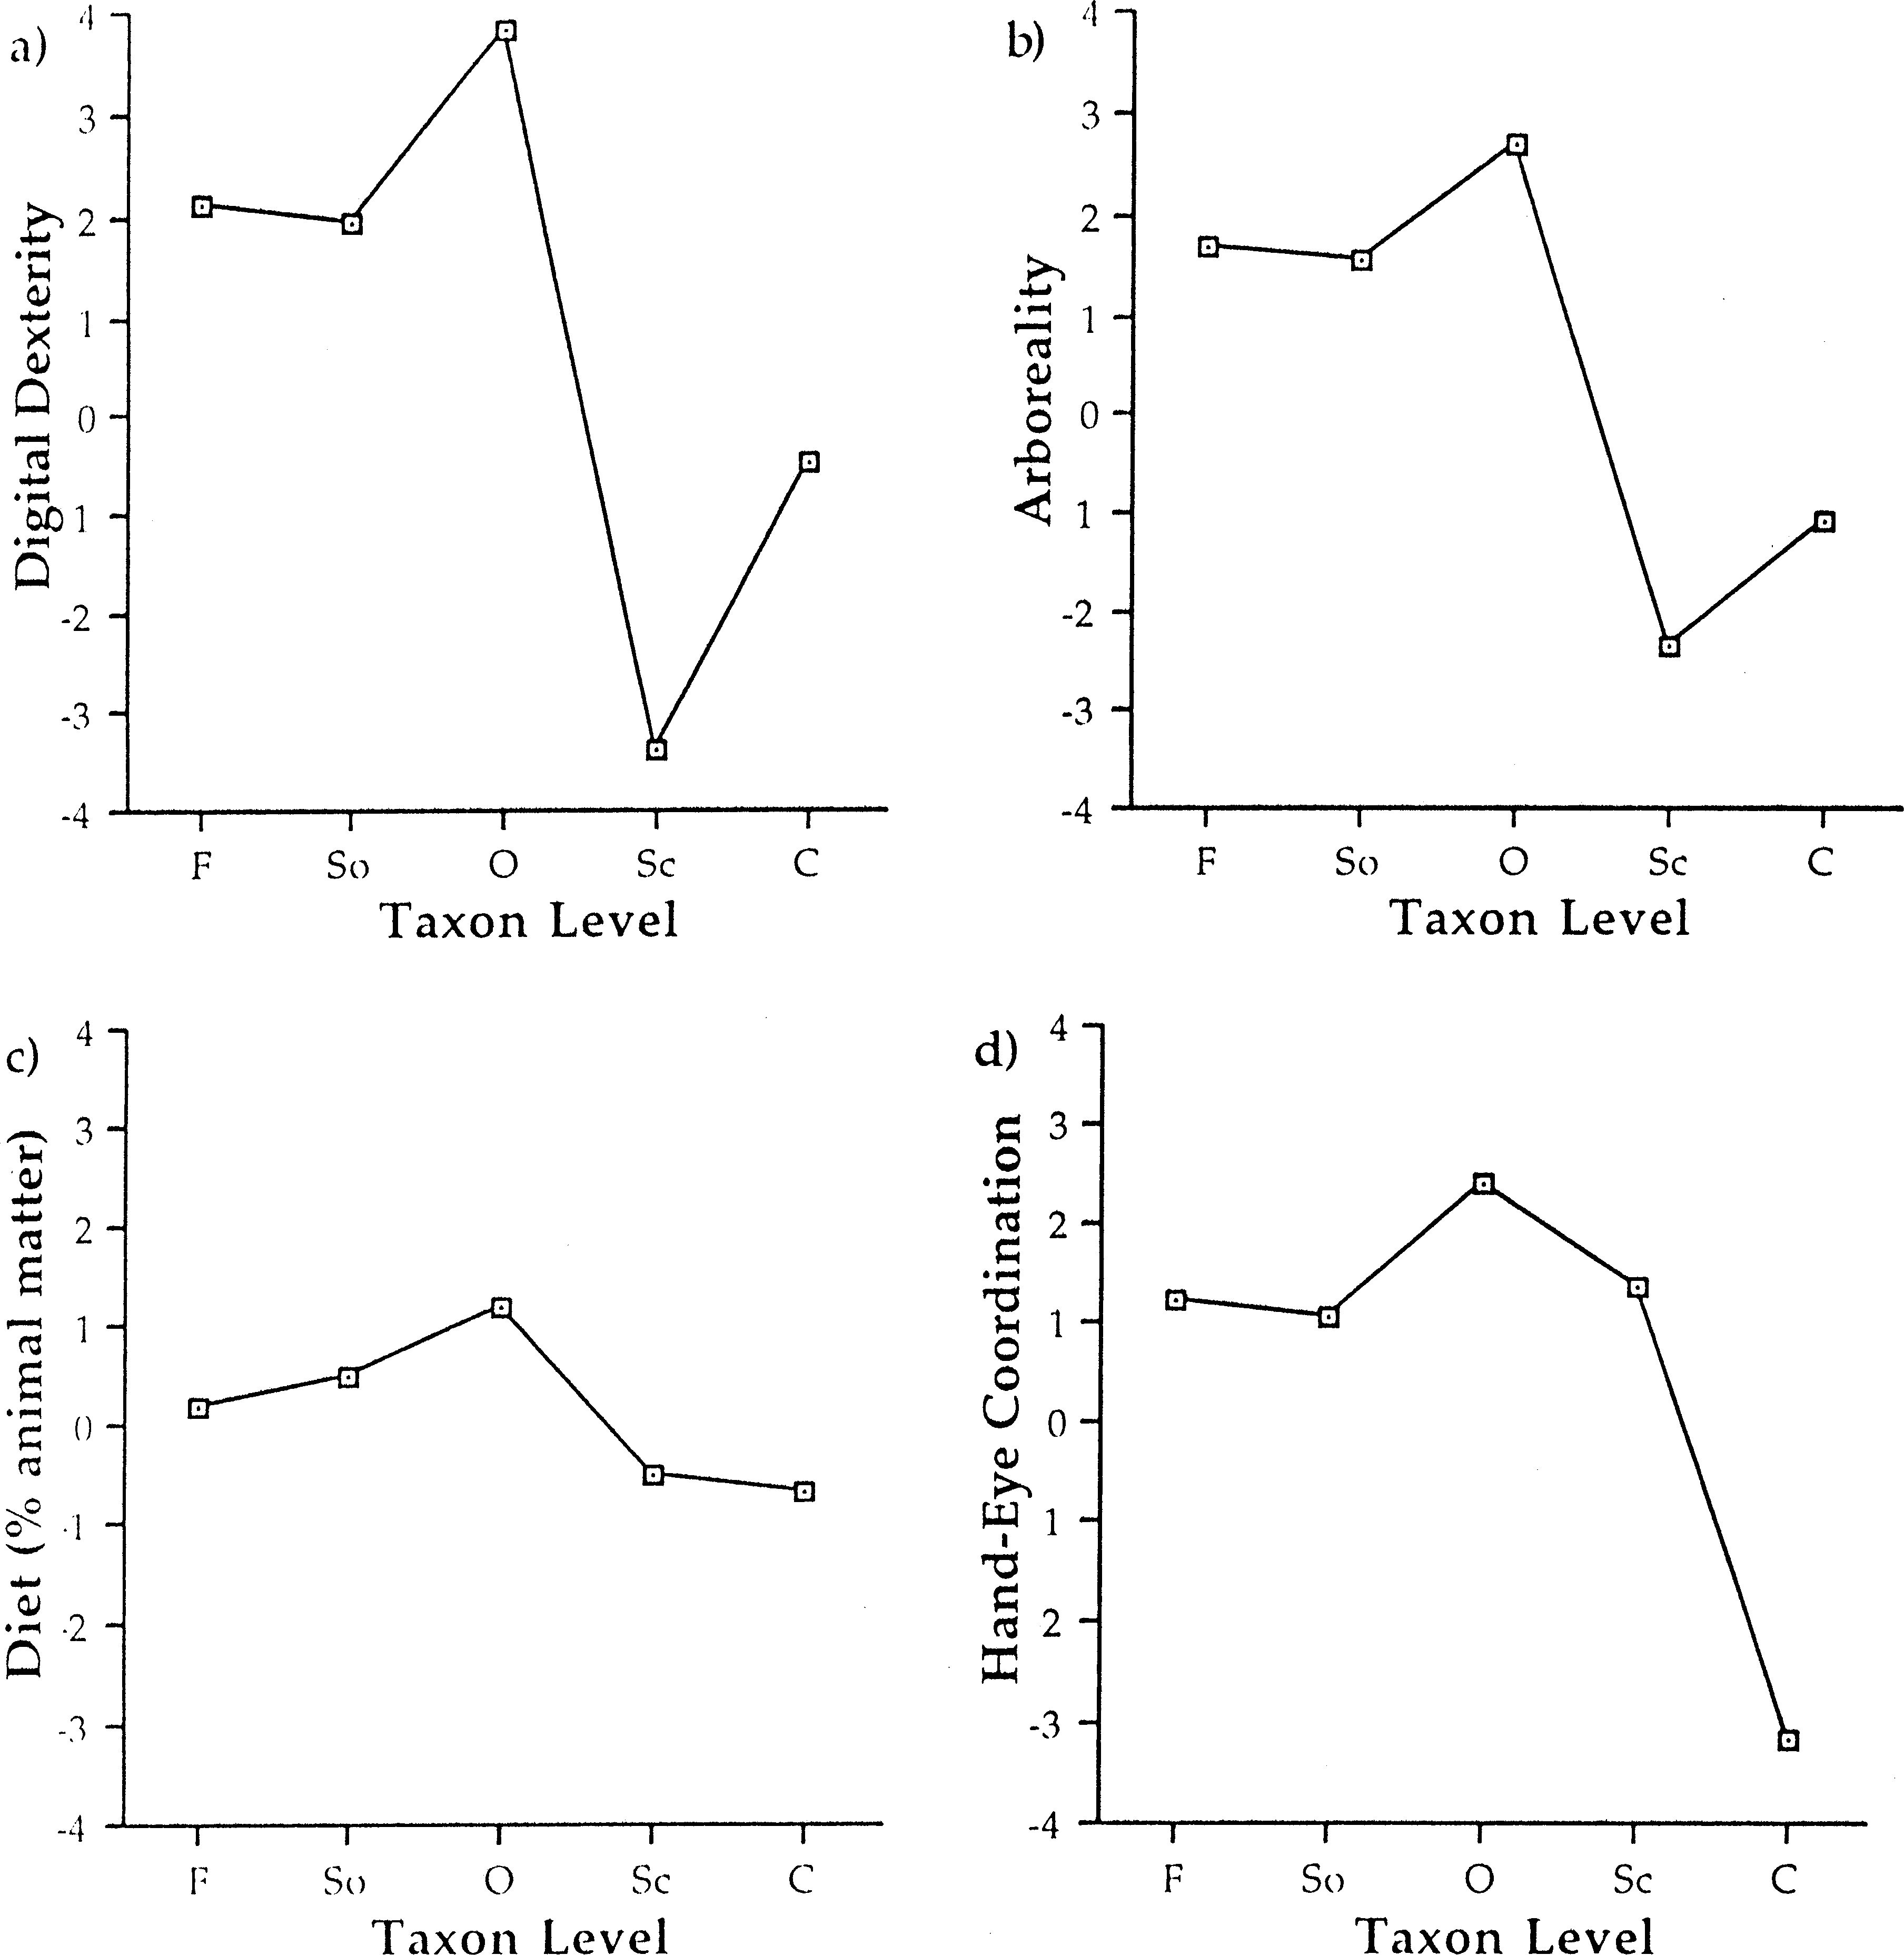 a)
Digital Dexterity
4
3
2
1
0
1
-2
-3
-4
F So O Sc C
Taxon Level
b)
Arboreality
4
3
2
1
0
1
-2
-3
-4
F So O Sc C
Taxon Level
c)
Diet (% animal matter)
4
3
2
1
0
-1
-2
-3
-4
F So O Sc C
Taxon Level
d)
Hand-Eye Coordination
4
3
2
1
0
1
2
-3
-4
F So O Sc C
Taxon Level